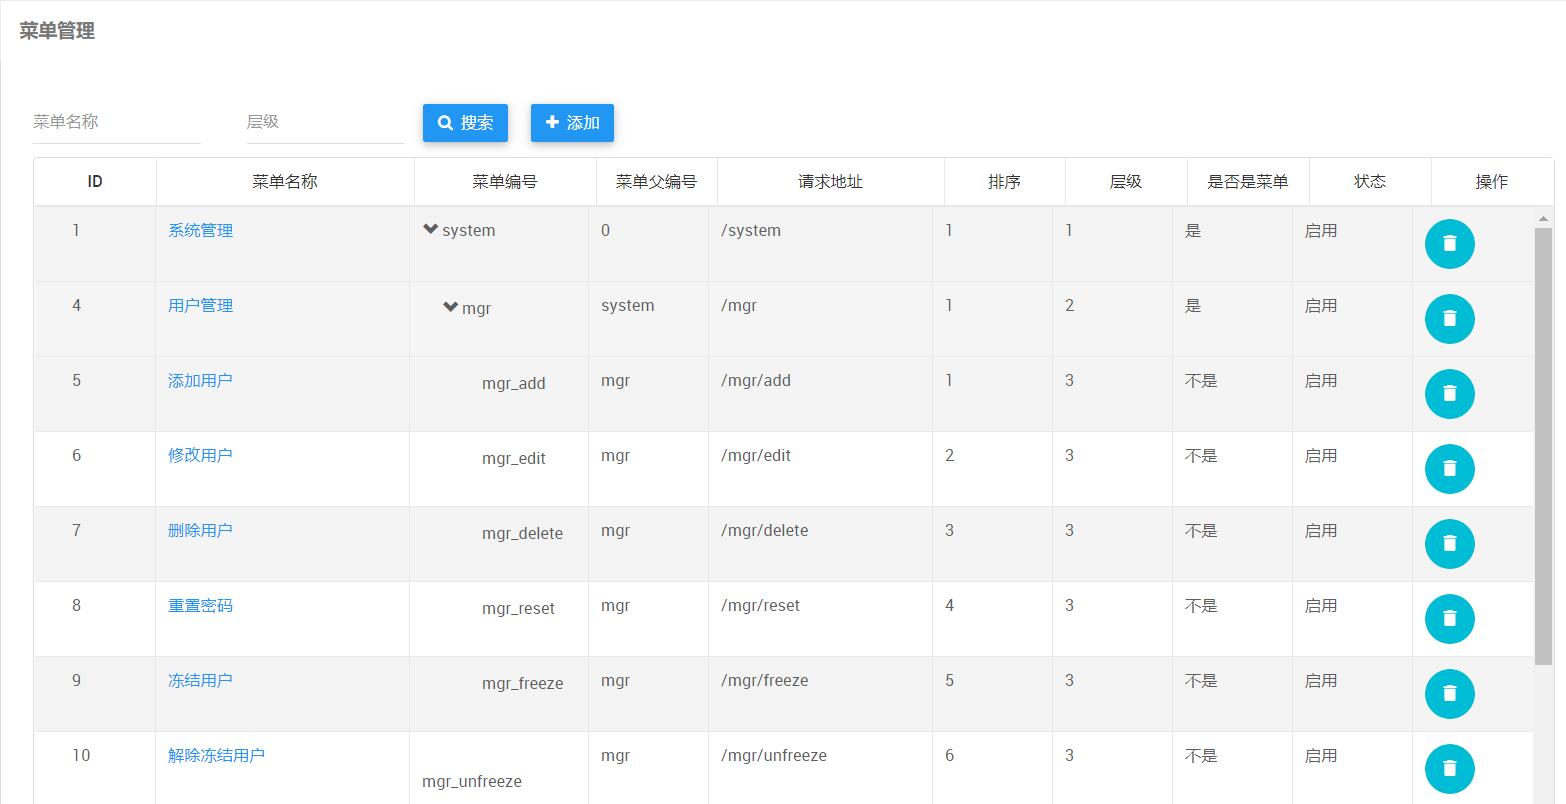 菜单管理
菜单名称 层级 搜索 添加
ID 菜单名称 菜单编号 菜单父编号 请求地址 排序 层级 是否是菜单 状态 操作
1 系统管理 system 0 /system 1 1 是 启用
4 用户管理 mgr system /mgr 1 2 是 启用
5 添加用户 mgr_add mgr /mgr/add 1 3 不是 启用
6 修改用户 mgr_edit mgr /mgr/edit 2 3 不是 启用
7 删除用户 mgr_delete mgr /mgr/delete 3 3 不是 启用
8 重置密码 mgr_reset mgr /mgr/reset 4 3 不是 启用
9 冻结用户 mgr_freeze mgr /mgr/freeze 5 3 不是 启用
10 解除冻结用户 mgr_unfreeze mgr /mgr/unfreeze 6 3 不是 启用